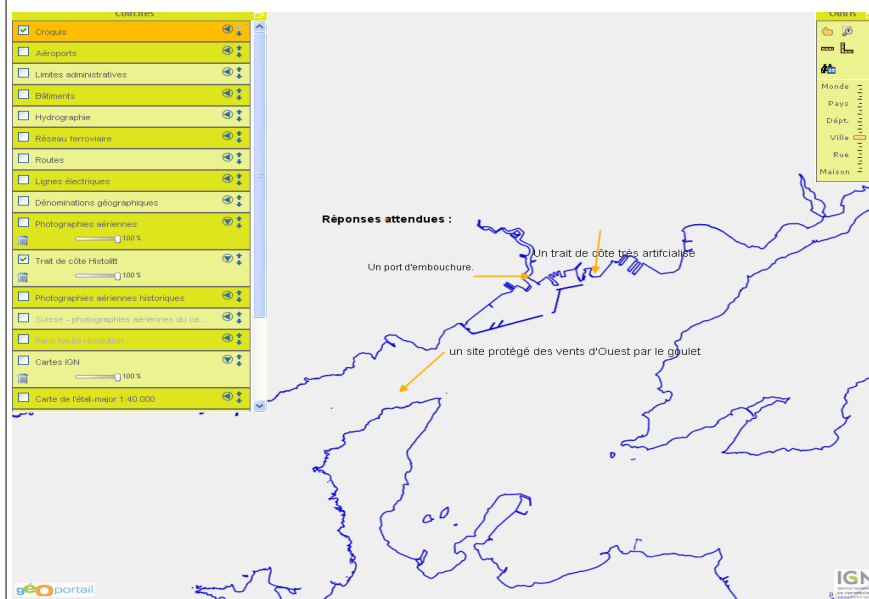 Couches
Croquis
Aéroports
Limites administratives
Bâtiments
Hydrographie
Réseau ferroviaire
Routes
Lignes électriques
Dénominations géographiques
Photographies aériennes
100 %
Trait de côte Histolitt
100 %
Photographies aériennes historiques
Suisse - photographies aériennes du ca...
Paris haute résolution
Cartes IGN
100 %
Carte de l'état-major 1:40 000
Réponses attendues :
Un trait de côte très artifcialisé
Un port d'embouchure.
un site protégé des vents d'Ouest par le goulet
Outils
Monde
Pays
Dépt.
Ville
Rue
Maison
géoportail
IGN